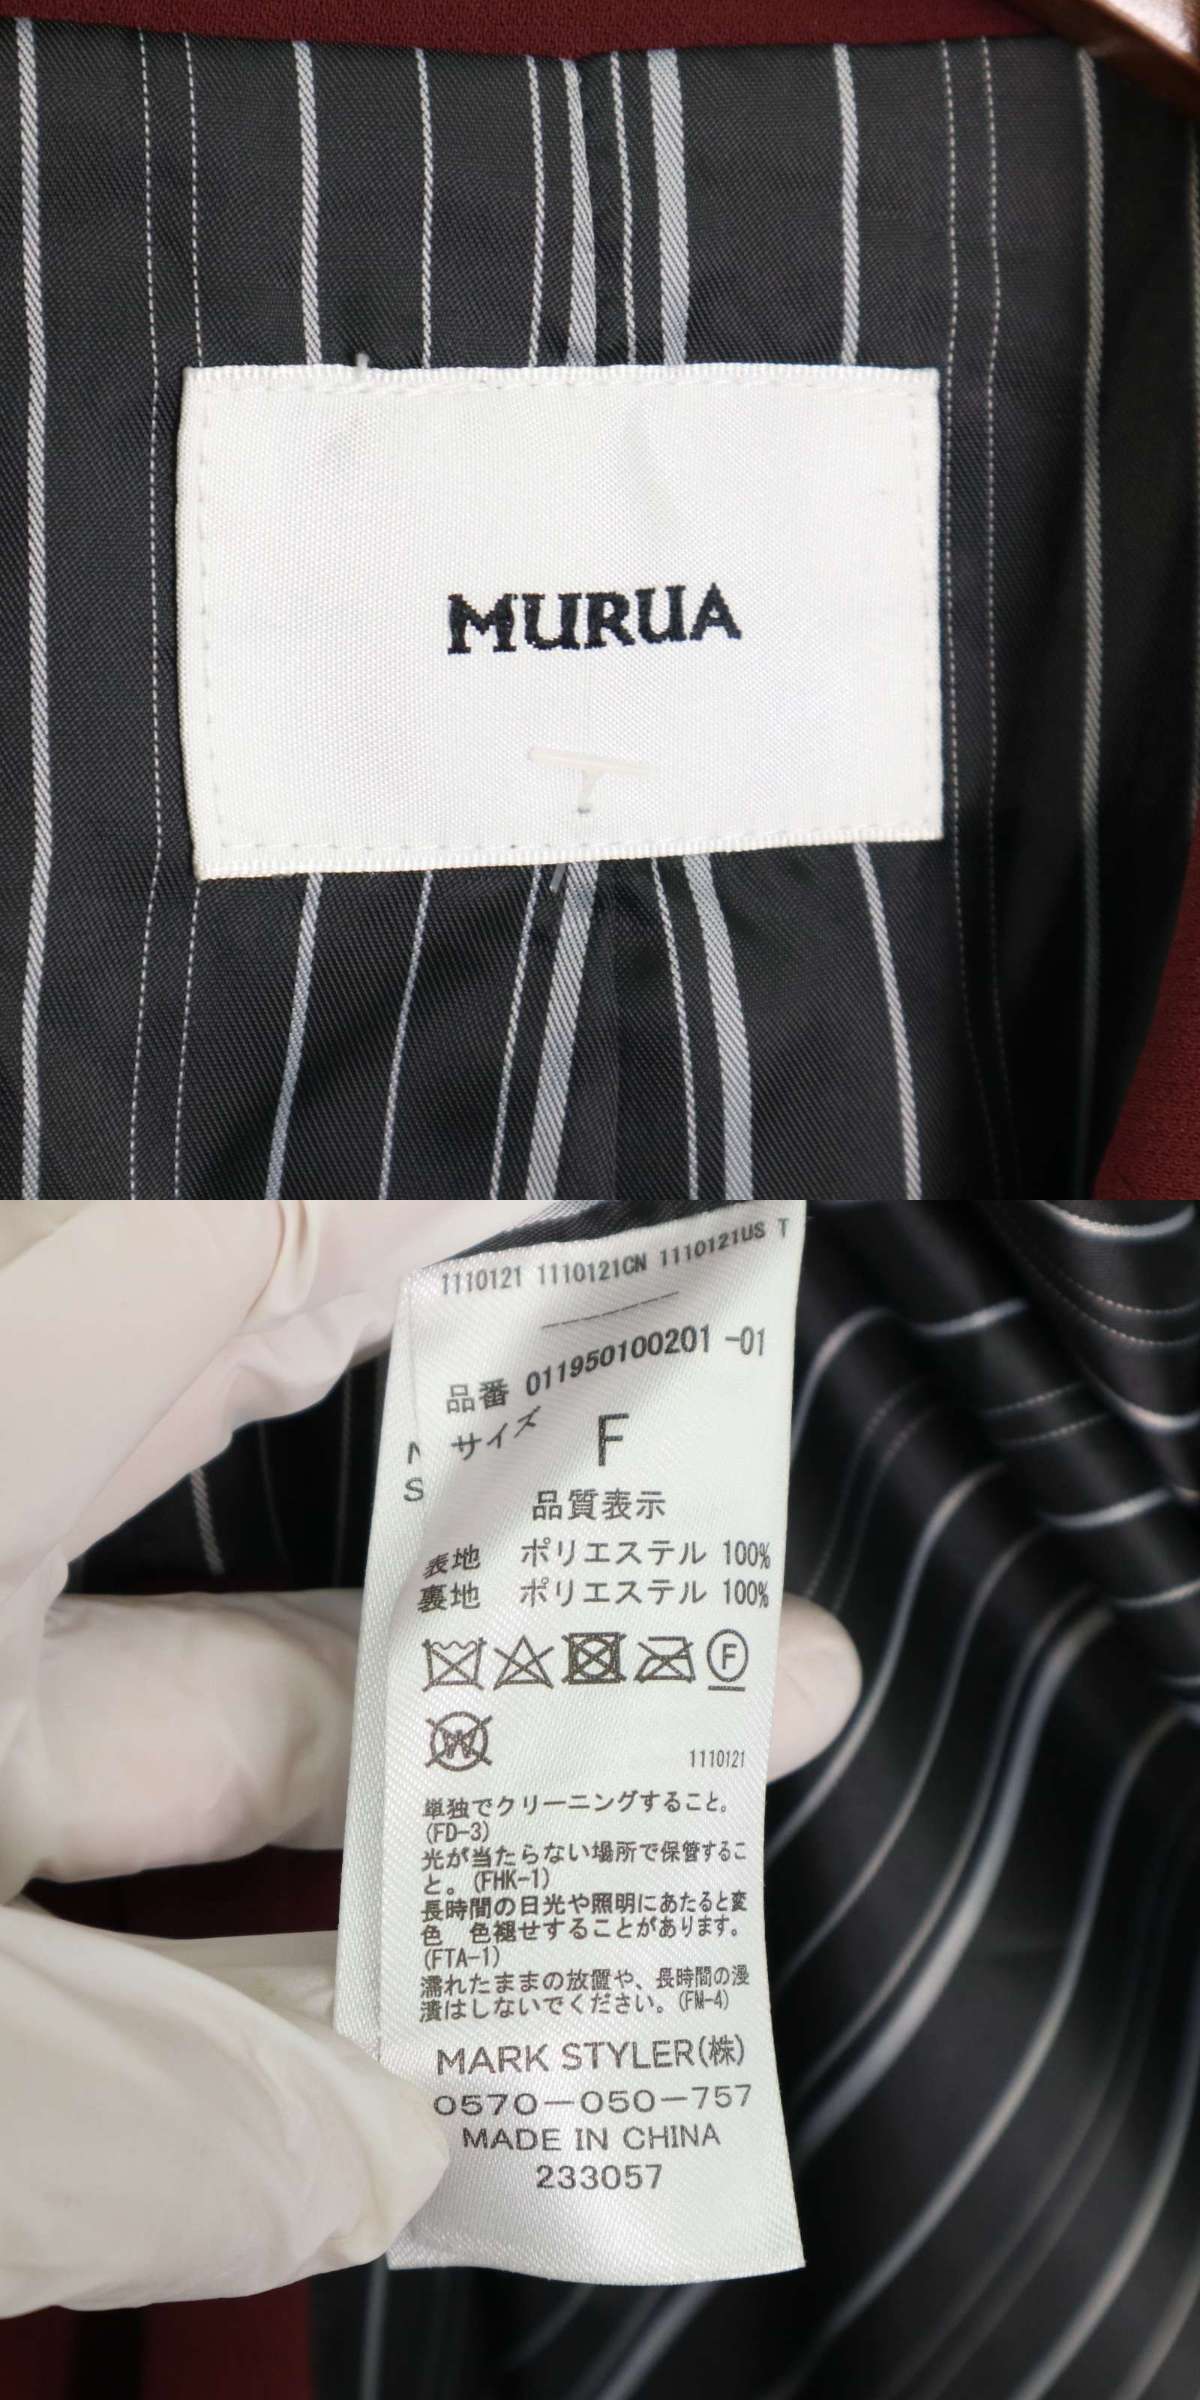 MURUA
1110121 1110121CN 1110121US T
------
品番 011950100201 -01
サイズ F
品質表示
表地 ポリエステル 100%
裏地 ポリエステル 100%
F
W
1110121
単独でクリーニングすること。
(FD-3)
光が当たらない場所で保管するこ
と。(FHK-1)
長時間の日光や照明にあたると変
色 色褪せすることがあります。
(FTA-1)
濡れたままの放置や、長時間の浸
漬はしないでください。(FM-4)
MARK STYLER(株)
0570-050-757
MADE IN CHINA
233057